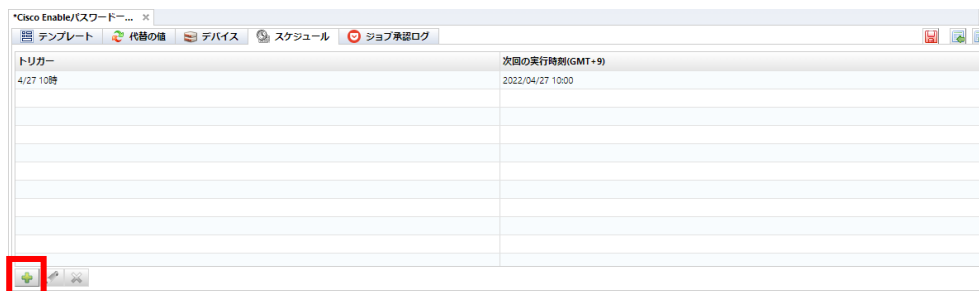 *Cisco Enableパスワードー... ×
テンプレート 代替の値 デバイス スケジュール ジョブ承認ログ
トリガー 次回の実行時刻(GMT+9)
4/27 10時 2022/04/27 10:00